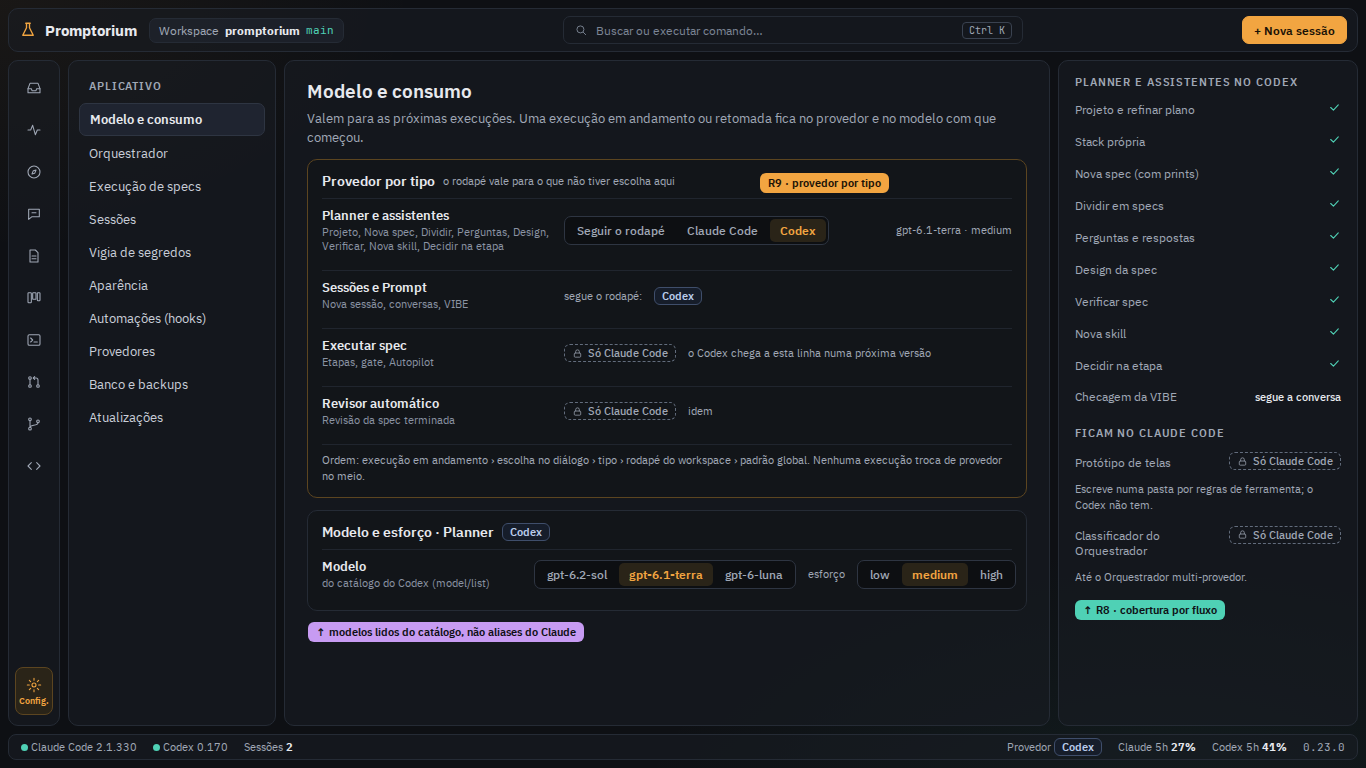 Promptorium
Workspace promptorium main
Buscar ou executar comando...
Ctrl K
+ Nova sessão
Config.
APLICATIVO
Modelo e consumo
Orquestrador
Execução de specs
Sessões
Vigia de segredos
Aparência
Automações (hooks)
Provedores
Banco e backups
Atualizações
Modelo e consumo
Valem para as próximas execuções. Uma execução em andamento ou retomada fica no provedor e no modelo com que
começou.
Provedor por tipo o rodapé vale para o que não tiver escolha aqui
R9 · provedor por tipo
Planner e assistentes
Projeto, Nova spec, Dividir, Perguntas, Design,
Verificar, Nova skill, Decidir na etapa
Seguir o rodapé Claude Code Codex
gpt-6.1-terra · medium
Sessões e Prompt
Nova sessão, conversas, VIBE
segue o rodapé: Codex
Executar spec
Etapas, gate, Autopilot
Só Claude Code o Codex chega a esta linha numa próxima versão
Revisor automático
Revisão da spec terminada
Só Claude Code idem
Ordem: execução em andamento › escolha no diálogo › tipo › rodapé do workspace › padrão global. Nenhuma execução troca de provedor
no meio.
Modelo e esforço · Planner Codex
Modelo
do catálogo do Codex (model/list)
gpt-6.2-sol gpt-6.1-terra gpt-6-luna esforço low medium high
↑ modelos lidos do catálogo, não aliases do Claude
PLANNER E ASSISTENTES NO CODEX
Projeto e refinar plano ✓
Stack própria ✓
Nova spec (com prints) ✓
Dividir em specs ✓
Perguntas e respostas ✓
Design da spec ✓
Verificar spec ✓
Nova skill ✓
Decidir na etapa ✓
Checagem da VIBE segue a conversa
FICAM NO CLAUDE CODE
Protótipo de telas Só Claude Code
Escreve numa pasta por regras de ferramenta; o
Codex não tem.
Classificador do
Orquestrador
Só Claude Code
Até o Orquestrador multi-provedor.
↑ R8 · cobertura por fluxo
Claude Code 2.1.330 Codex 0.170 Sessões 2
Provedor Codex Claude 5h 27% Codex 5h 41% 0.23.0